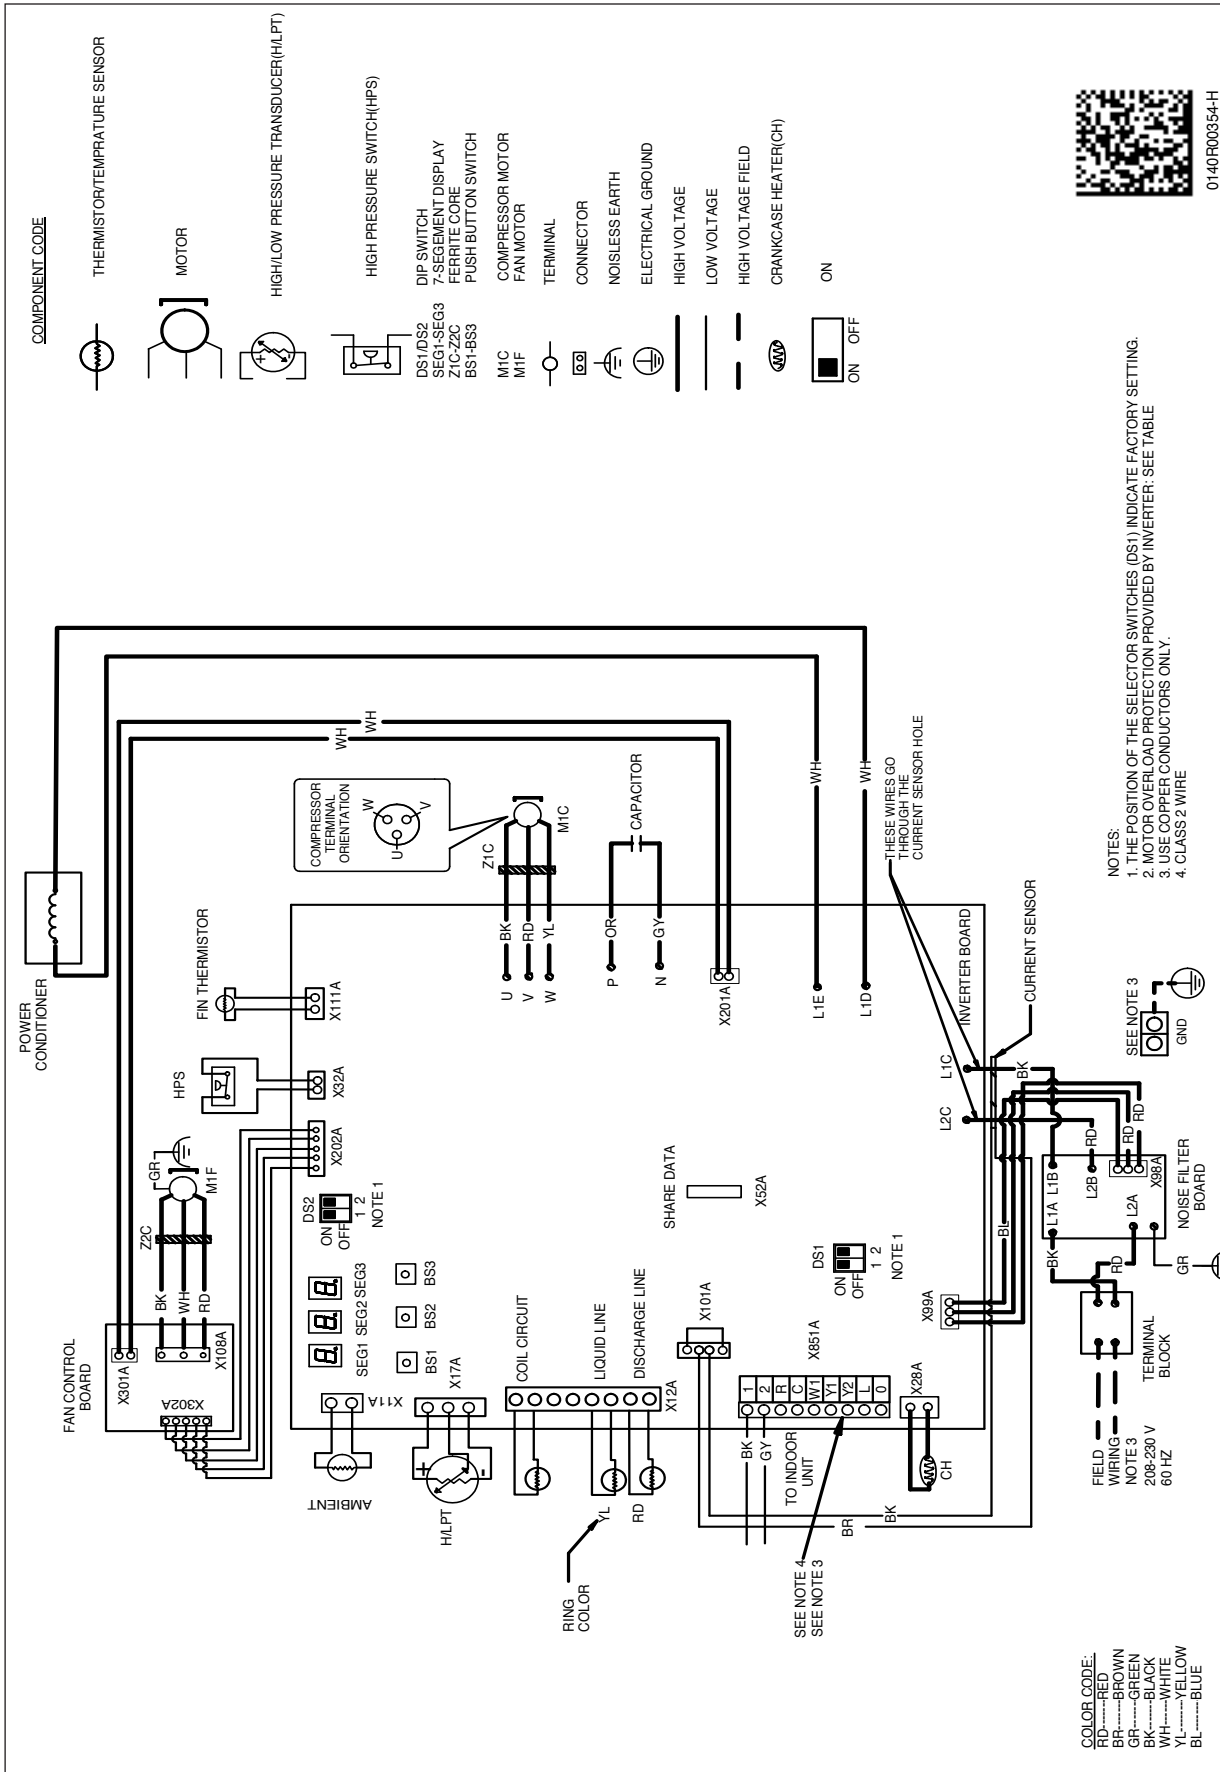 COMPONENT CODE
THERMISTOR/TEMPRATURE SENSOR
MOTOR
HIGH/LOW PRESSURE TRANSDUCER(H/LPT)
HIGH PRESSURE SWITCH(HPS)
DS1/DS2 DIP SWITCH
SEG1-SEG3 7-SEGEMENT DISPLAY
Z1C-Z2C FERRITE CORE
BS1-BS3 PUSH BUTTON SWITCH
M1C COMPRESSOR MOTOR
M1F FAN MOTOR
TERMINAL
CONNECTOR
NOISLESS EARTH
ELECTRICAL GROUND
HIGH VOLTAGE
LOW VOLTAGE
HIGH VOLTAGE FIELD
CRANKCASE HEATER(CH)
ON OFF ON
0140R00354-H
POWER
CONDITIONER
FIN THERMISTOR
X111A
HPS
X32A
X202A
GR
M1F
Z2C
BK
WH
RD
X108A
FAN CONTROL
BOARD
X301A
X302A
WH
WH
COMPRESSOR
TERMINAL
ORIENTATION
U
W
V
Z1C
M1C
U BK
V RD
W YL
P OR
N GY
CAPACITOR
X201A
L1E WH
L1D WH
DS2
ON
OFF
1 2
NOTE 1
8. 8. 8.
SEG1 SEG2 SEG3
BS1
BS2
BS3
X11A
AMBIENT
X17A
+
-
H/LPT
COIL CIRCUIT
LIQUID LINE
DISCHARGE LINE
X12A
YL
RD
RING
COLOR
SHARE DATA
X52A
X101A
DS1
ON
OFF
1 2
NOTE 1
X851A
1
2
R
C
W1
Y1
Y2
L
0
BK
GY
TO INDOOR
UNIT
SEE NOTE 4
SEE NOTE 3
BR
BK
X28A
CH
X99A
THESE WIRES GO
THROUGH THE
CURRENT SENSOR HOLE
INVERTER BOARD
CURRENT SENSOR
L1C
L2C
BK
BL
RD
RD
RD
L1A L1B
L2B
L2A
X98A
NOISE FILTER
BOARD
BK
RD
GR
SEE NOTE 3
GND
TERMINAL
BLOCK
FIELD
WIRING
NOTE 3
208-230 V
60 HZ
NOTES:
1. THE POSITION OF THE SELECTOR SWITCHES (DS1) INDICATE FACTORY SETTING.
2. MOTOR OVERLOAD PROTECTION PROVIDED BY INVERTER: SEE TABLE
3. USE COPPER CONDUCTORS ONLY.
4. CLASS 2 WIRE
COLOR CODE:
RD-------RED
BR-------BROWN
GR-------GREEN
BK-------BLACK
WH-------WHITE
YL-------YELLOW
BL-------BLUE